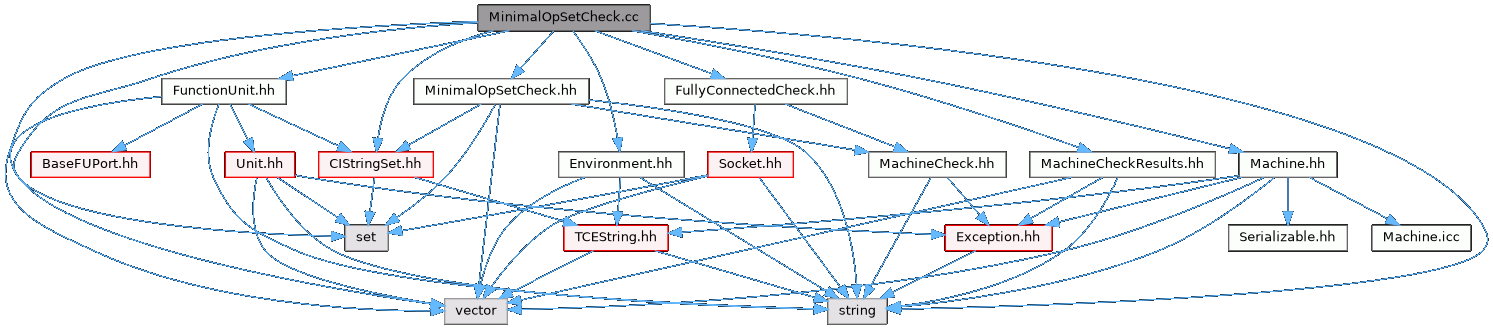 MinimalOpSetCheck.cc
FunctionUnit.hh
MinimalOpSetCheck.hh
FullyConnectedCheck.hh
BaseFUPort.hh
Unit.hh
CIStringSet.hh
Environment.hh
Socket.hh
MachineCheck.hh
MachineCheckResults.hh
Machine.hh
set
TCEString.hh
Exception.hh
Serializable.hh
Machine.icc
vector
string